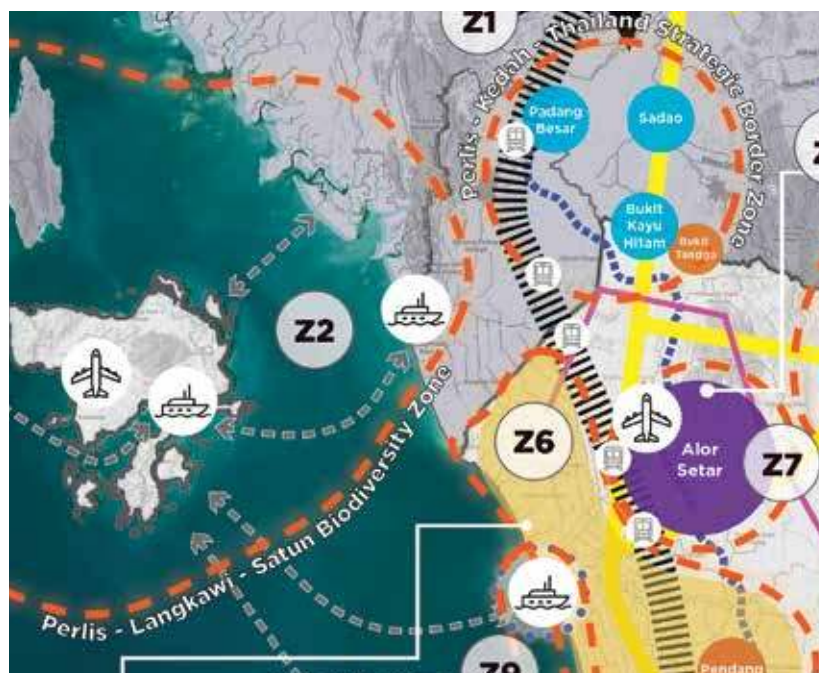 Z1
Perlis - Kedah - Thailand Strategic Border Zone
Padang
Besar
Sadao
Bukit
Kayu
Hitam
Bukit
Tangga
Z2
Z6
Alor
Setar
Z7
Perlis - Langkawi - Satun Biodiversity Zone
Z9
Pendang